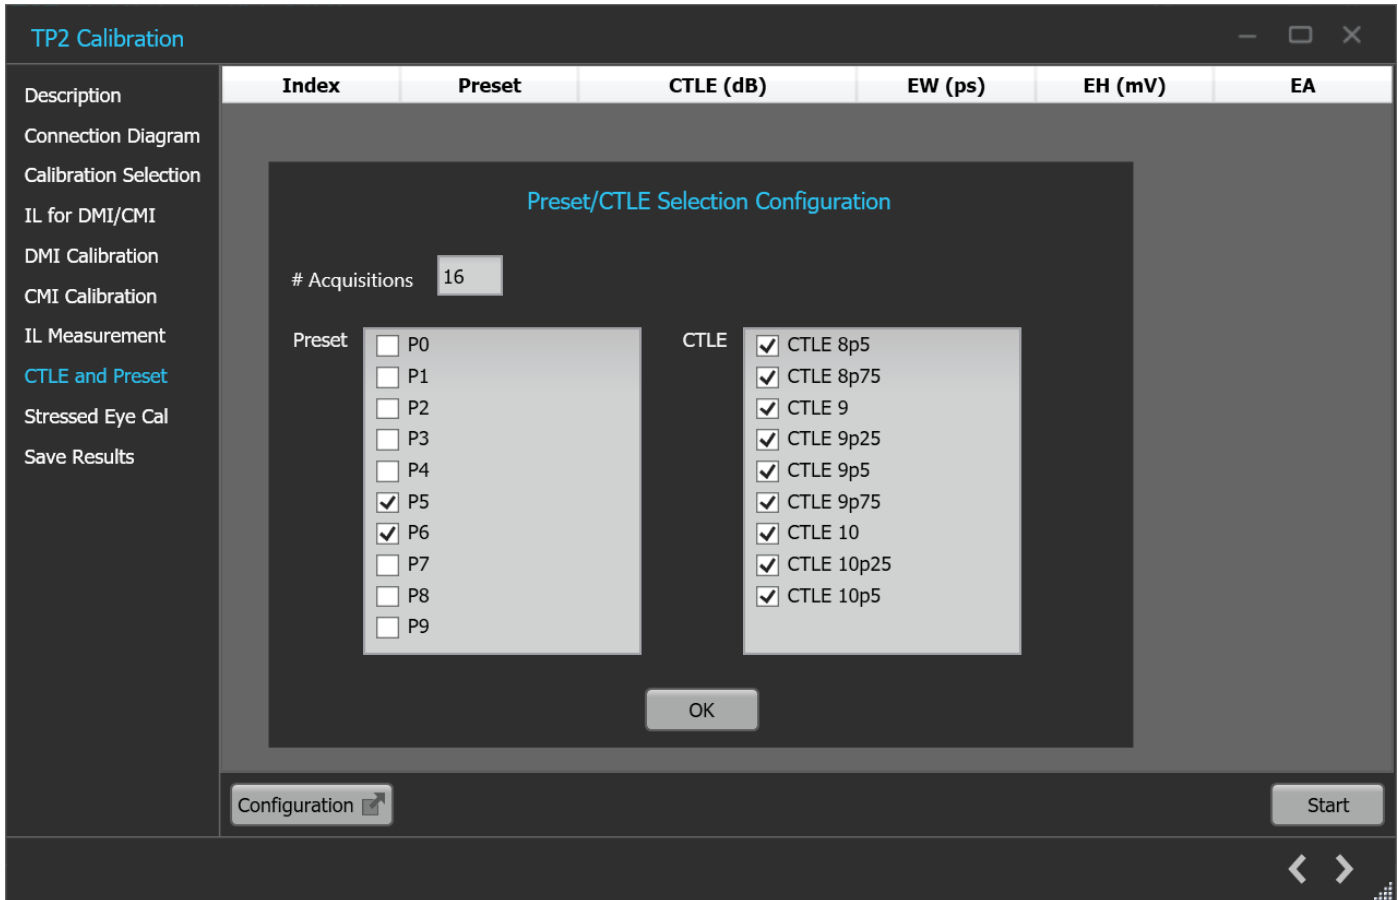 TP2 Calibration
Description
Connection Diagram
Calibration Selection
IL for DMI/CMI
DMI Calibration
CMI Calibration
IL Measurement
CTLE and Preset
Stressed Eye Cal
Save Results
Index Preset CTLE (dB) EW (ps) EH (mV) EA
Preset/CTLE Selection Configuration
# Acquisitions 16
Preset
P0
P1
P2
P3
P4
P5
P6
P7
P8
P9
CTLE
CTLE 8p5
CTLE 8p75
CTLE 9
CTLE 9p25
CTLE 9p5
CTLE 9p75
CTLE 10
CTLE 10p25
CTLE 10p5
OK
Configuration
Start